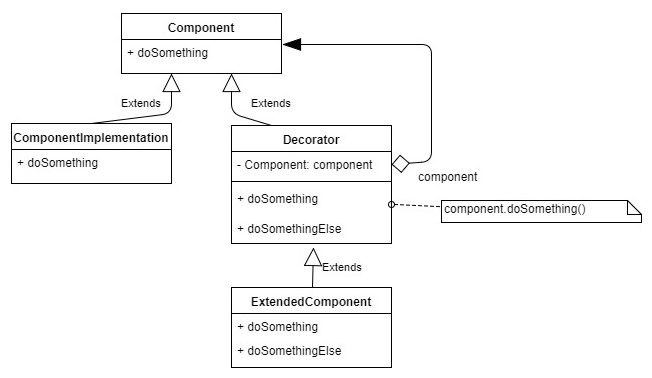 Component
+ doSomething
Extends
Extends
ComponentImplementation
+ doSomething
Decorator
- Component: component
+ doSomething
+ doSomethingElse
component
component.doSomething()
Extends
ExtendedComponent
+ doSomething
+ doSomethingElse